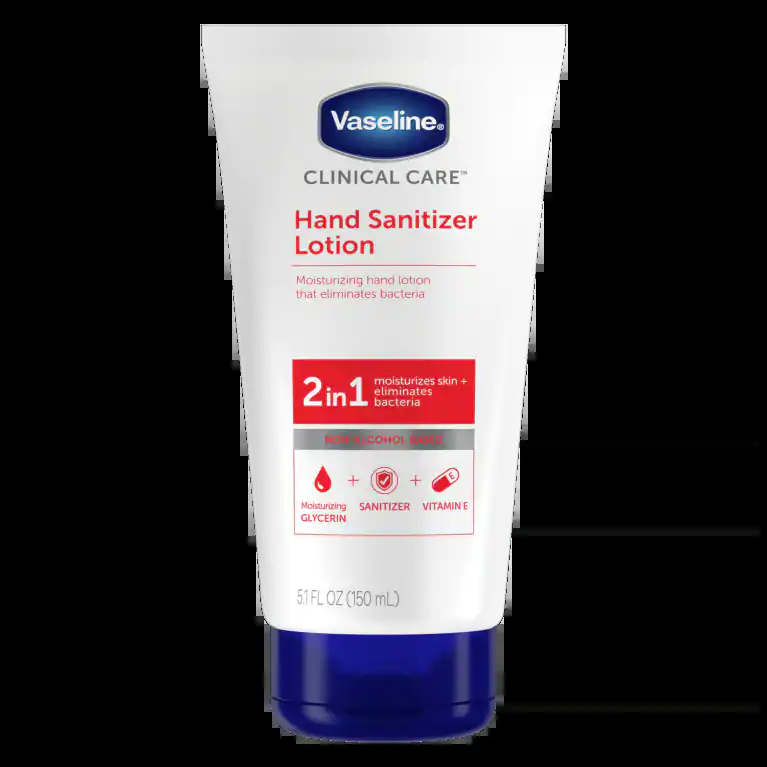 Vaseline®
CLINICAL CARE™
Hand Sanitizer
Lotion
Moisturizing hand lotion
that eliminates bacteria
2in1
moisturizes skin +
eliminates
bacteria
NON-ALCOHOL BASED
+ + E
Moisturizing
GLYCERIN
SANITIZER
VITAMIN E
5.1 FL OZ (150 mL)